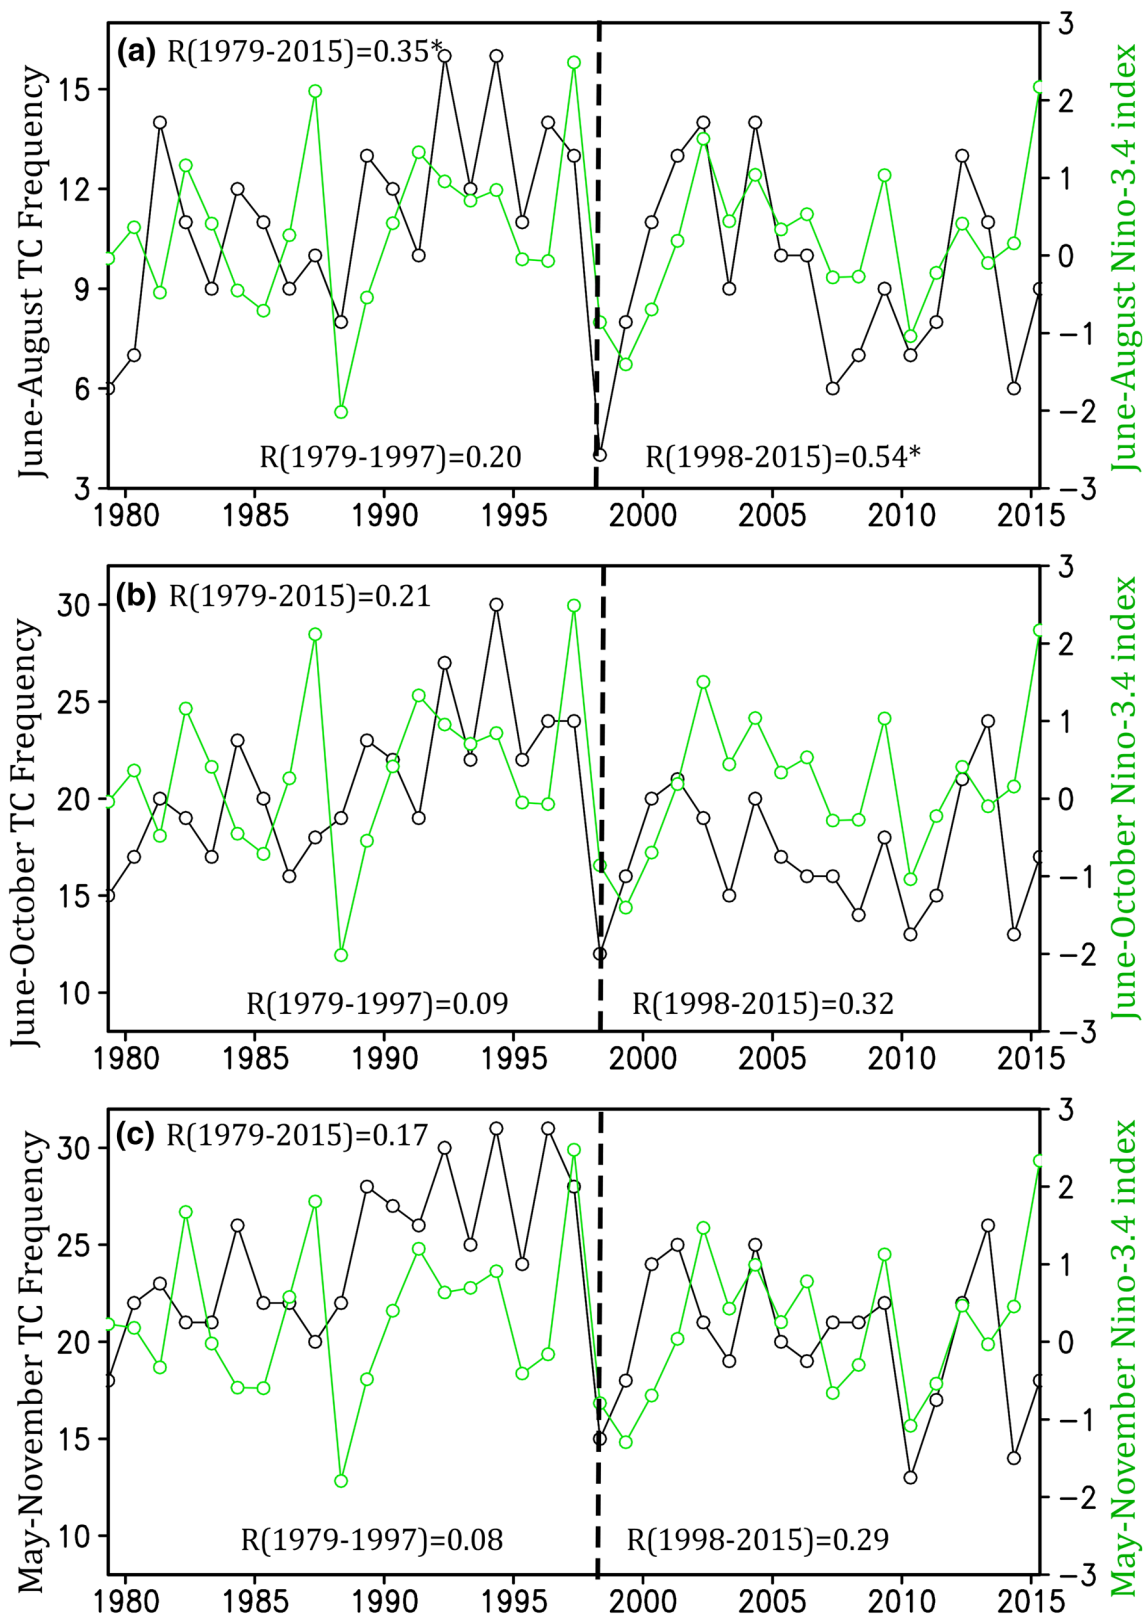 (a) R(1979-2015)=0.35*
June-August TC Frequency
15
12
9
6
3
3
2
1
0
−1
−2
−3
June-August Nino-3.4 index
R(1979-1997)=0.20
R(1998-2015)=0.54*
1980 1985 1990 1995 2000 2005 2010 2015
(b) R(1979-2015)=0.21
June-October TC Frequency
30
25
20
15
10
3
2
1
0
−1
−2
−3
June-October Nino-3.4 index
R(1979-1997)=0.09
R(1998-2015)=0.32
1980 1985 1990 1995 2000 2005 2010 2015
(c) R(1979-2015)=0.17
May-November TC Frequency
30
25
20
15
10
3
2
1
0
−1
−2
−3
May-November Nino-3.4 index
R(1979-1997)=0.08
R(1998-2015)=0.29
1980 1985 1990 1995 2000 2005 2010 2015